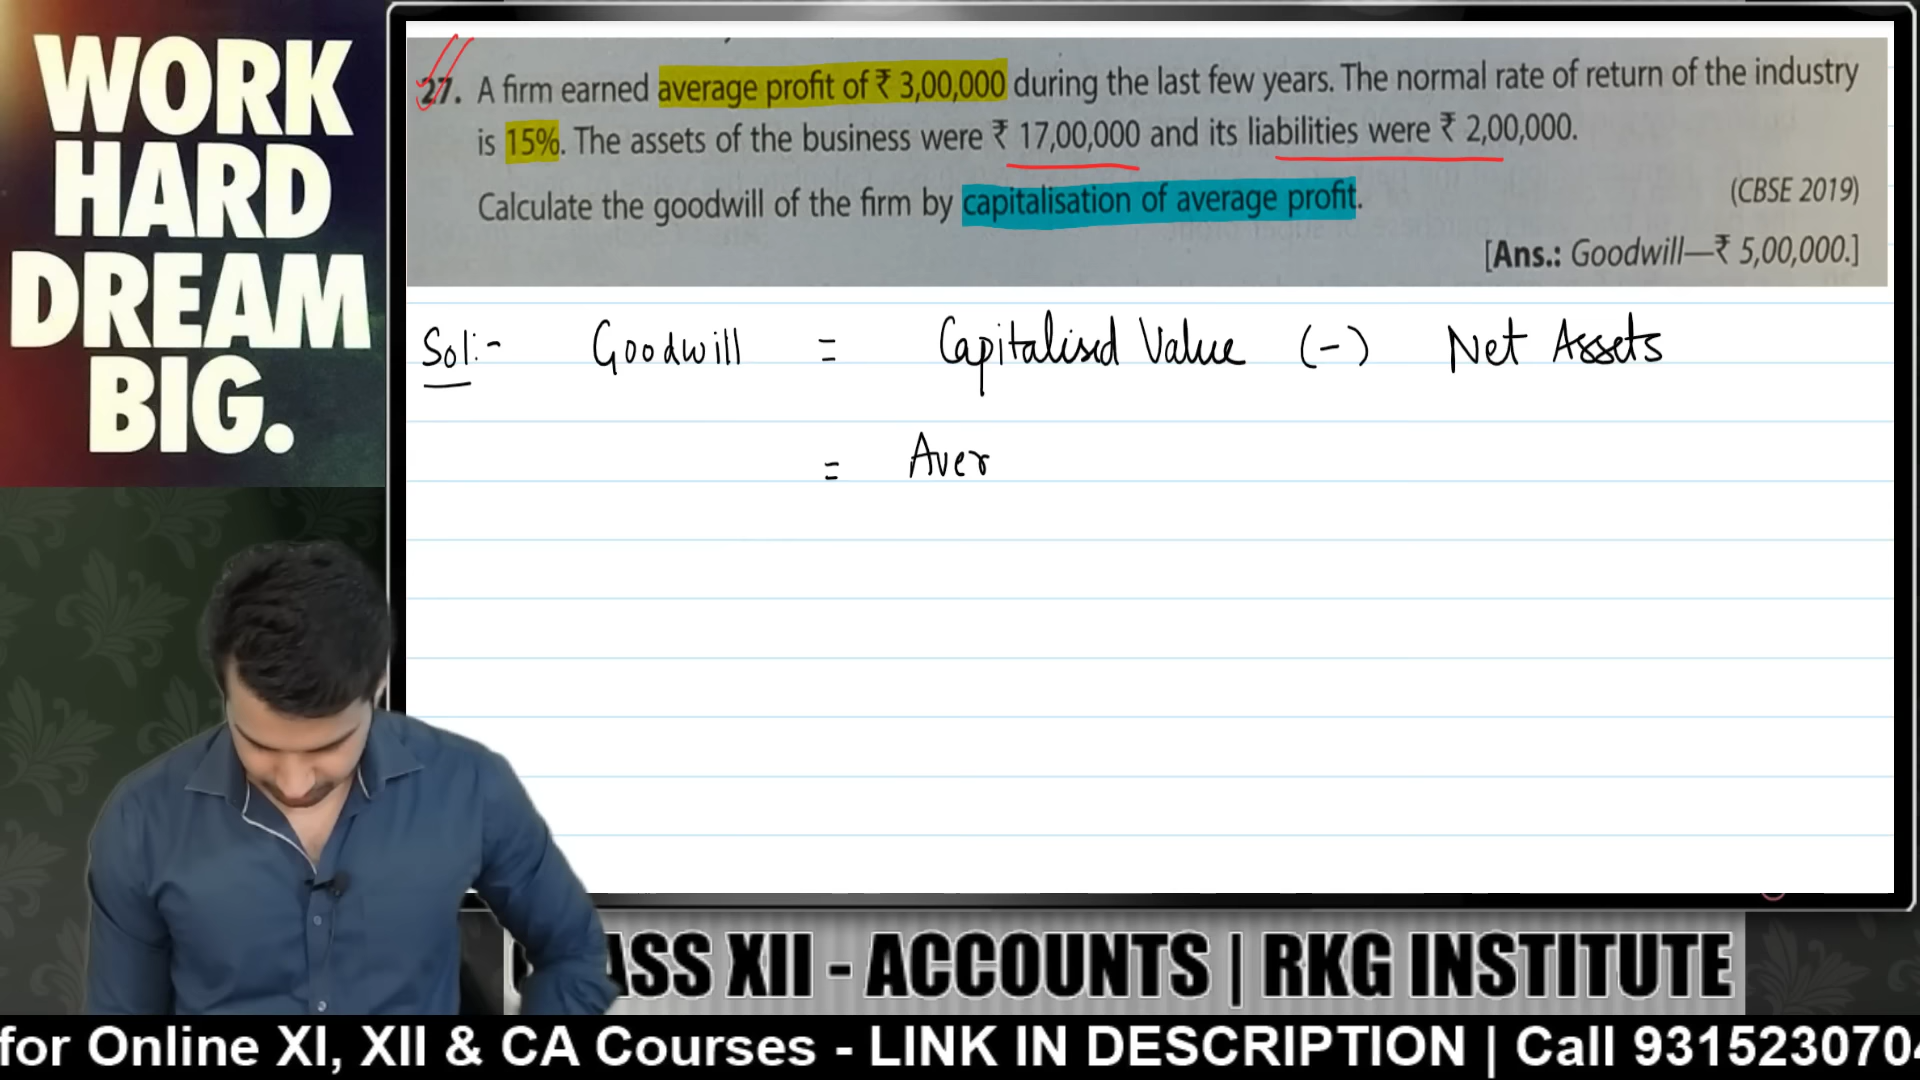 WORK
HARD
DREAM
BIG.
27. A firm earned average profit of ₹ 3,00,000 during the last few years. The normal rate of return of the industry
is 15%. The assets of the business were ₹ 17,00,000 and its liabilities were ₹ 2,00,000.
Calculate the goodwill of the firm by capitalisation of average profit.
(CBSE 2019)
[Ans.: Goodwill—₹ 5,00,000.]
Sol:- Goodwill = Capitalised Value (-) Net Assets
= Aver
ASS XII - ACCOUNTS | RKG INSTITUTE
for Online XI, XII & CA Courses - LINK IN DESCRIPTION | Call 931523070